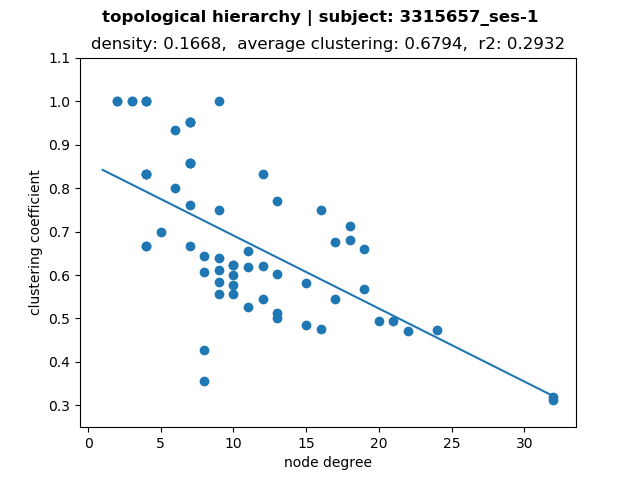 topological hierarchy | subject: 3315657_ses-1
density: 0.1668,  average clustering: 0.6794,  r2: 0.2932
1.1
1.0
0.9
0.8
0.7
0.6
0.5
0.4
0.3
clustering coefficient
0 5 10 15 20 25 30
node degree